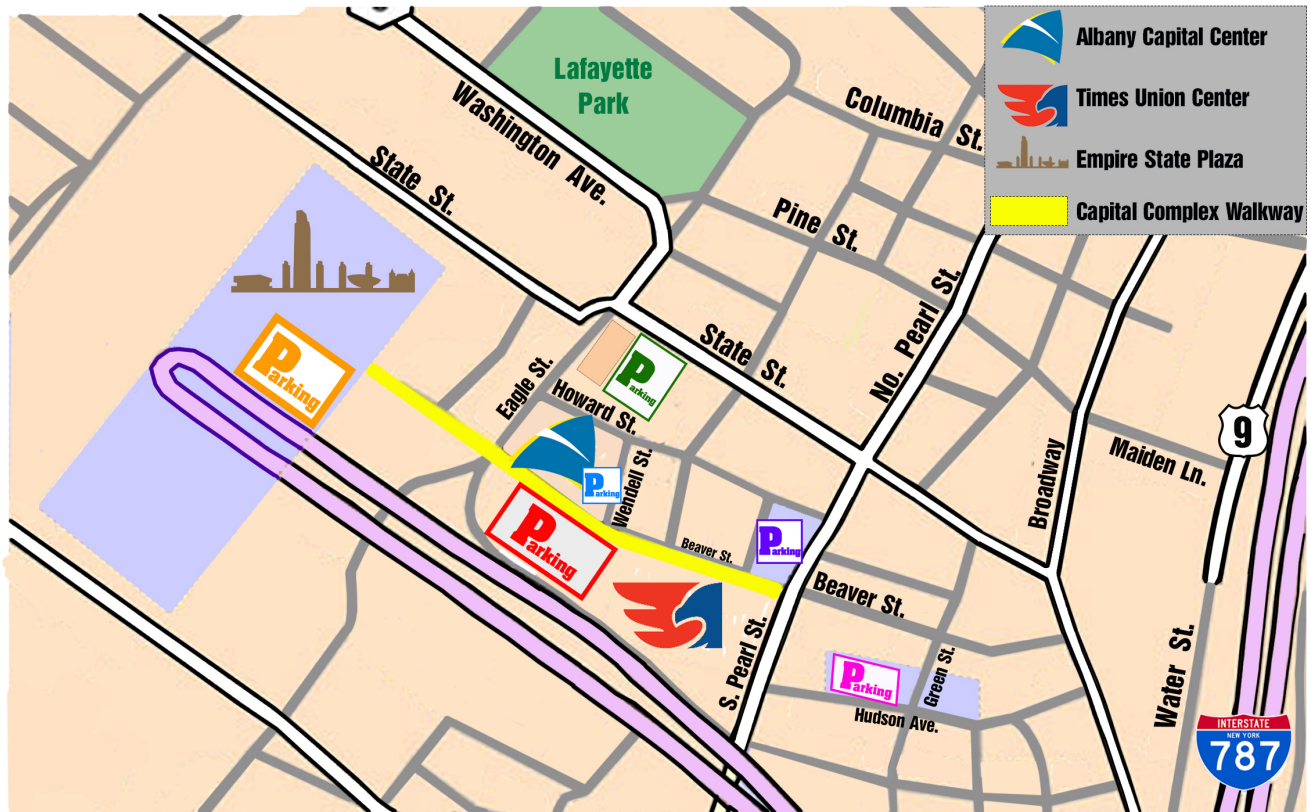 Albany Capital Center
Times Union Center
Empire State Plaza
Capital Complex Walkway
Lafayette
Park
Washington Ave.
Columbia St.
State St.
Pine St.
No. Pearl St.
State St.
Eagle St.
Howard St.
Parking
Parking
Wendell St.
Parking
Parking
Beaver St.
Parking
Beaver St.
Broadway
Maiden Ln.
9
S. Pearl St.
Parking
Green St.
Hudson Ave.
Water St.
INTERSTATE
NEW YORK
787